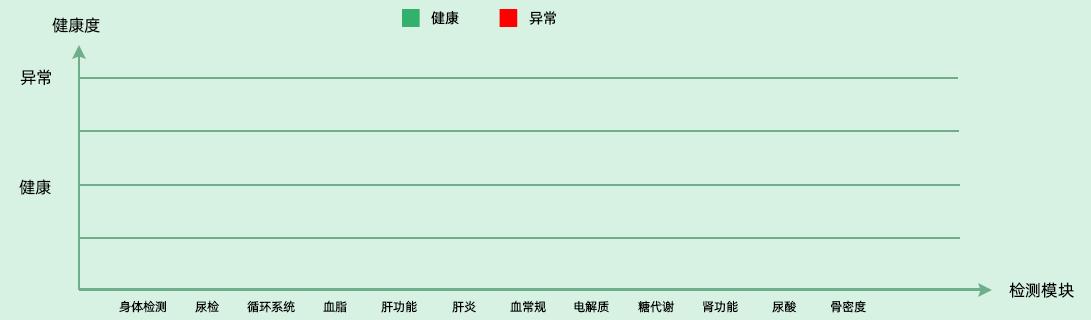 健康度
健康
异常
异常
健康
身体检测
尿检
循环系统
血脂
肝功能
肝炎
血常规
电解质
糖代谢
肾功能
尿酸
骨密度
检测模块